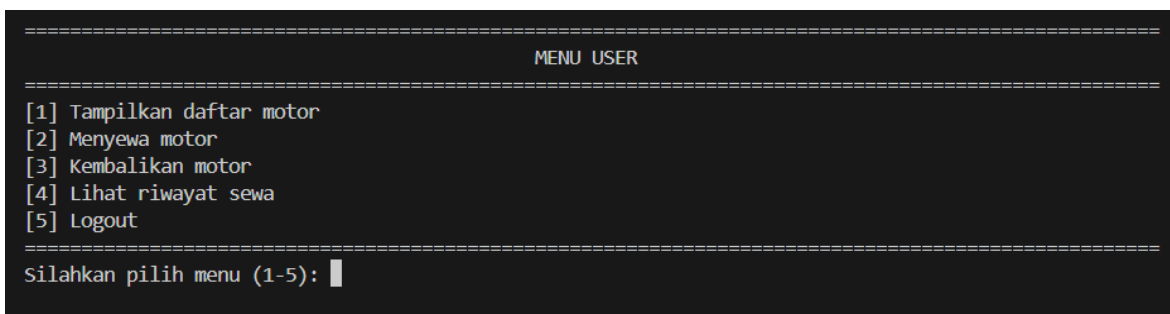 ====================================================================================================
MENU USER
====================================================================================================
[1] Tampilkan daftar motor
[2] Menyewa motor
[3] Kembalikan motor
[4] Lihat riwayat sewa
[5] Logout
====================================================================================================
Silahkan pilih menu (1-5):